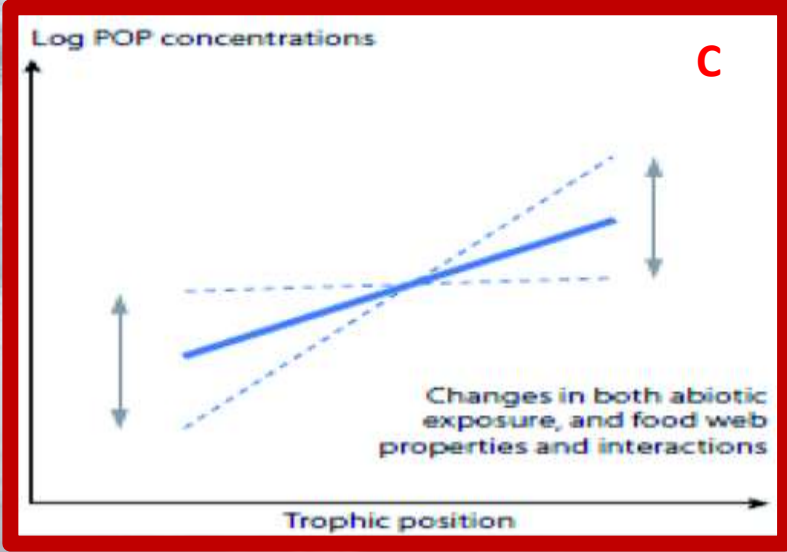 Log POP concentrations
C
Changes in both abiotic
exposure, and food web
properties and interactions
Trophic position